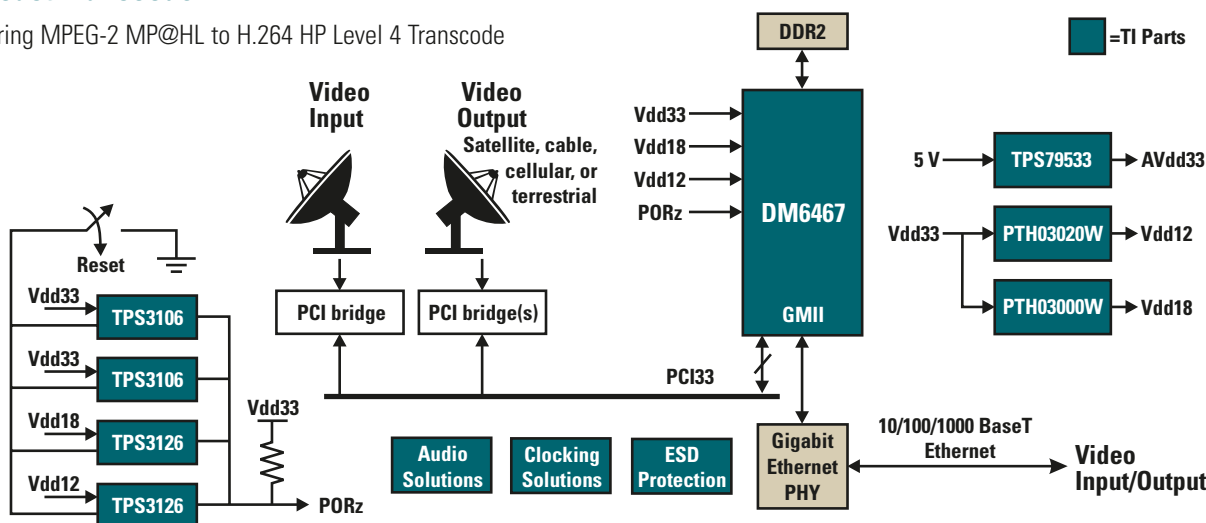 ring MPEG-2 MP@HL to H.264 HP Level 4 Transcode
=TI Parts
DDR2
Video
Input
Video
Output
Satellite, cable,
cellular, or
terrestrial
Vdd33
Vdd18
Vdd12
PORz
DM6467
GMII
5 V
TPS79533
AVdd33
Vdd33
PTH03020W
Vdd12
PTH03000W
Vdd18
Reset
Vdd33
TPS3106
Vdd33
TPS3106
Vdd18
TPS3126
Vdd12
TPS3126
Vdd33
PORz
PCI bridge
PCI bridge(s)
PCI33
Audio
Solutions
Clocking
Solutions
ESD
Protection
Gigabit
Ethernet
PHY
10/100/1000 BaseT
Ethernet
Video
Input/Output